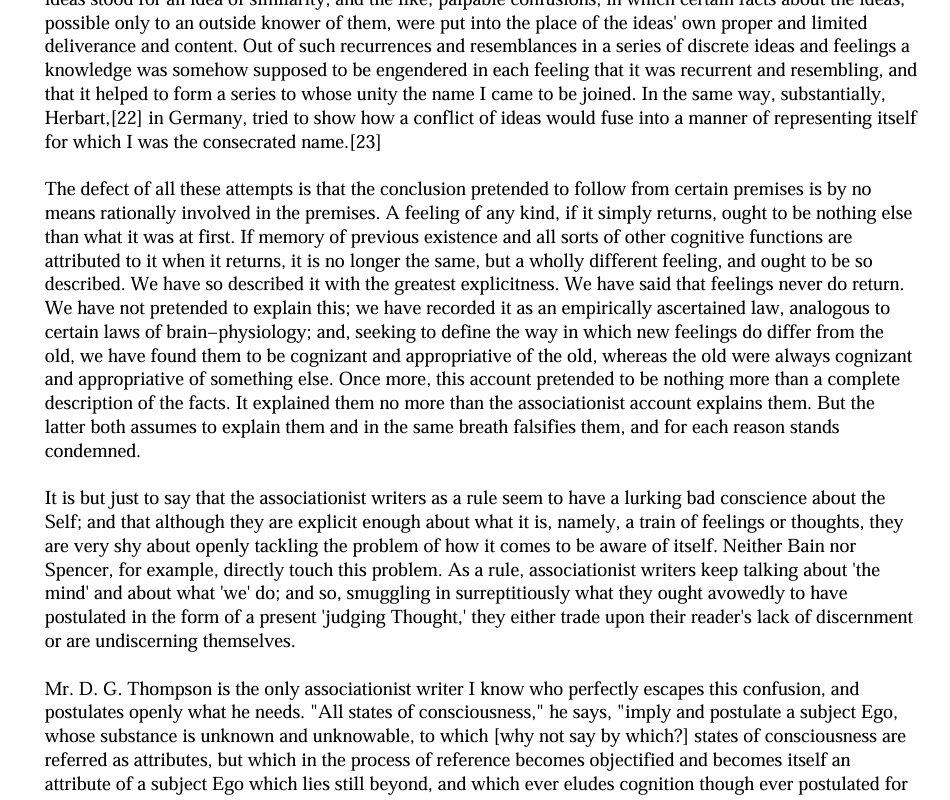 ideas stood for an idea of similarity; and the like, palpable confusions, in which certain facts about the ideas,
possible only to an outside knower of them, were put into the place of the ideas' own proper and limited
deliverance and content. Out of such recurrences and resemblances in a series of discrete ideas and feelings a
knowledge was somehow supposed to be engendered in each feeling that it was recurrent and resembling, and
that it helped to form a series to whose unity the name I came to be joined. In the same way, substantially,
Herbart,[22] in Germany, tried to show how a conflict of ideas would fuse into a manner of representing itself
for which I was the consecrated name.[23]
The defect of all these attempts is that the conclusion pretended to follow from certain premises is by no
means rationally involved in the premises. A feeling of any kind, if it simply returns, ought to be nothing else
than what it was at first. If memory of previous existence and all sorts of other cognitive functions are
attributed to it when it returns, it is no longer the same, but a wholly different feeling, and ought to be so
described. We have so described it with the greatest explicitness. We have said that feelings never do return.
We have not pretended to explain this; we have recorded it as an empirically ascertained law, analogous to
certain laws of brain−physiology; and, seeking to define the way in which new feelings do differ from the
old, we have found them to be cognizant and appropriative of the old, whereas the old were always cognizant
and appropriative of something else. Once more, this account pretended to be nothing more than a complete
description of the facts. It explained them no more than the associationist account explains them. But the
latter both assumes to explain them and in the same breath falsifies them, and for each reason stands
condemned.
It is but just to say that the associationist writers as a rule seem to have a lurking bad conscience about the
Self; and that although they are explicit enough about what it is, namely, a train of feelings or thoughts, they
are very shy about openly tackling the problem of how it comes to be aware of itself. Neither Bain nor
Spencer, for example, directly touch this problem. As a rule, associationist writers keep talking about 'the
mind' and about what 'we' do; and so, smuggling in surreptitiously what they ought avowedly to have
postulated in the form of a present 'judging Thought,' they either trade upon their reader's lack of discernment
or are undiscerning themselves.
Mr. D. G. Thompson is the only associationist writer I know who perfectly escapes this confusion, and
postulates openly what he needs. "All states of consciousness," he says, "imply and postulate a subject Ego,
whose substance is unknown and unknowable, to which [why not say by which?] states of consciousness are
referred as attributes, but which in the process of reference becomes objectified and becomes itself an
attribute of a subject Ego which lies still beyond, and which ever eludes cognition though ever postulated for